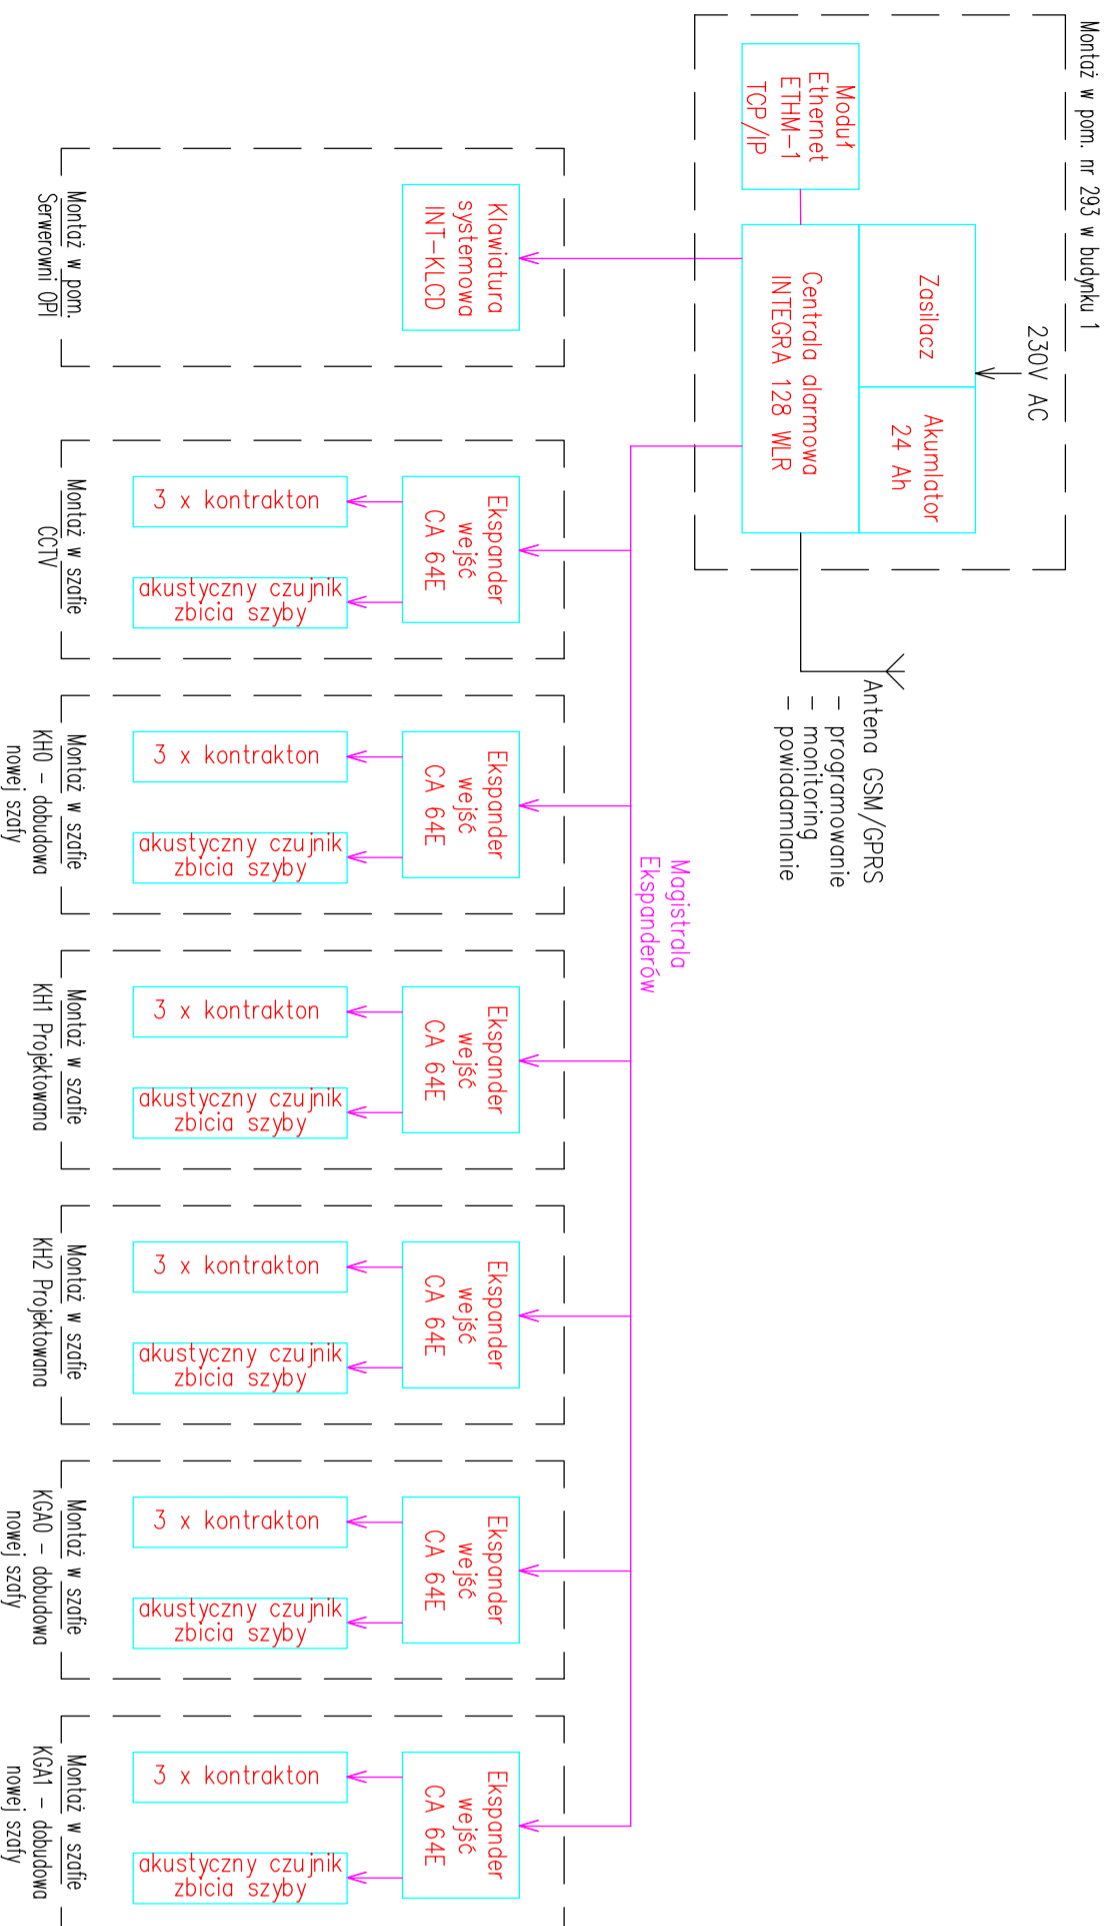 Montaż w pom. nr 293 w budynku 1
230V AC
Zasilacz
Akumlator
24 Ah
Moduł
Ethernet
ETHM-1
TCP/IP
Centrala alarmowa
INTEGRA 128 WLR
Antena GSM/GPRS
- programowanie
- monitoring
- powiadamianie
Magistrala
Ekspanderów
Klawiatura
systemowa
INT-KLCD
Montaż w pom.
Serwerowni OPI
Ekspander
wejść
CA 64E
3 x kontrakton
akustyczny czujnik
zbicia szyby
Montaż w szafie
CCTV
Ekspander
wejść
CA 64E
3 x kontrakton
akustyczny czujnik
zbicia szyby
Montaż w szafie
KH0 - dobudowa
nowej szafy
Ekspander
wejść
CA 64E
3 x kontrakton
akustyczny czujnik
zbicia szyby
Montaż w szafie
KH1 Projektowana
Ekspander
wejść
CA 64E
3 x kontrakton
akustyczny czujnik
zbicia szyby
Montaż w szafie
KH2 Projektowana
Ekspander
wejść
CA 64E
3 x kontrakton
akustyczny czujnik
zbicia szyby
Montaż w szafie
KGA0 - dobudowa
nowej szafy
Ekspander
wejść
CA 64E
3 x kontrakton
akustyczny czujnik
zbicia szyby
Montaż w szafie
KGA1 - dobudowa
nowej szafy